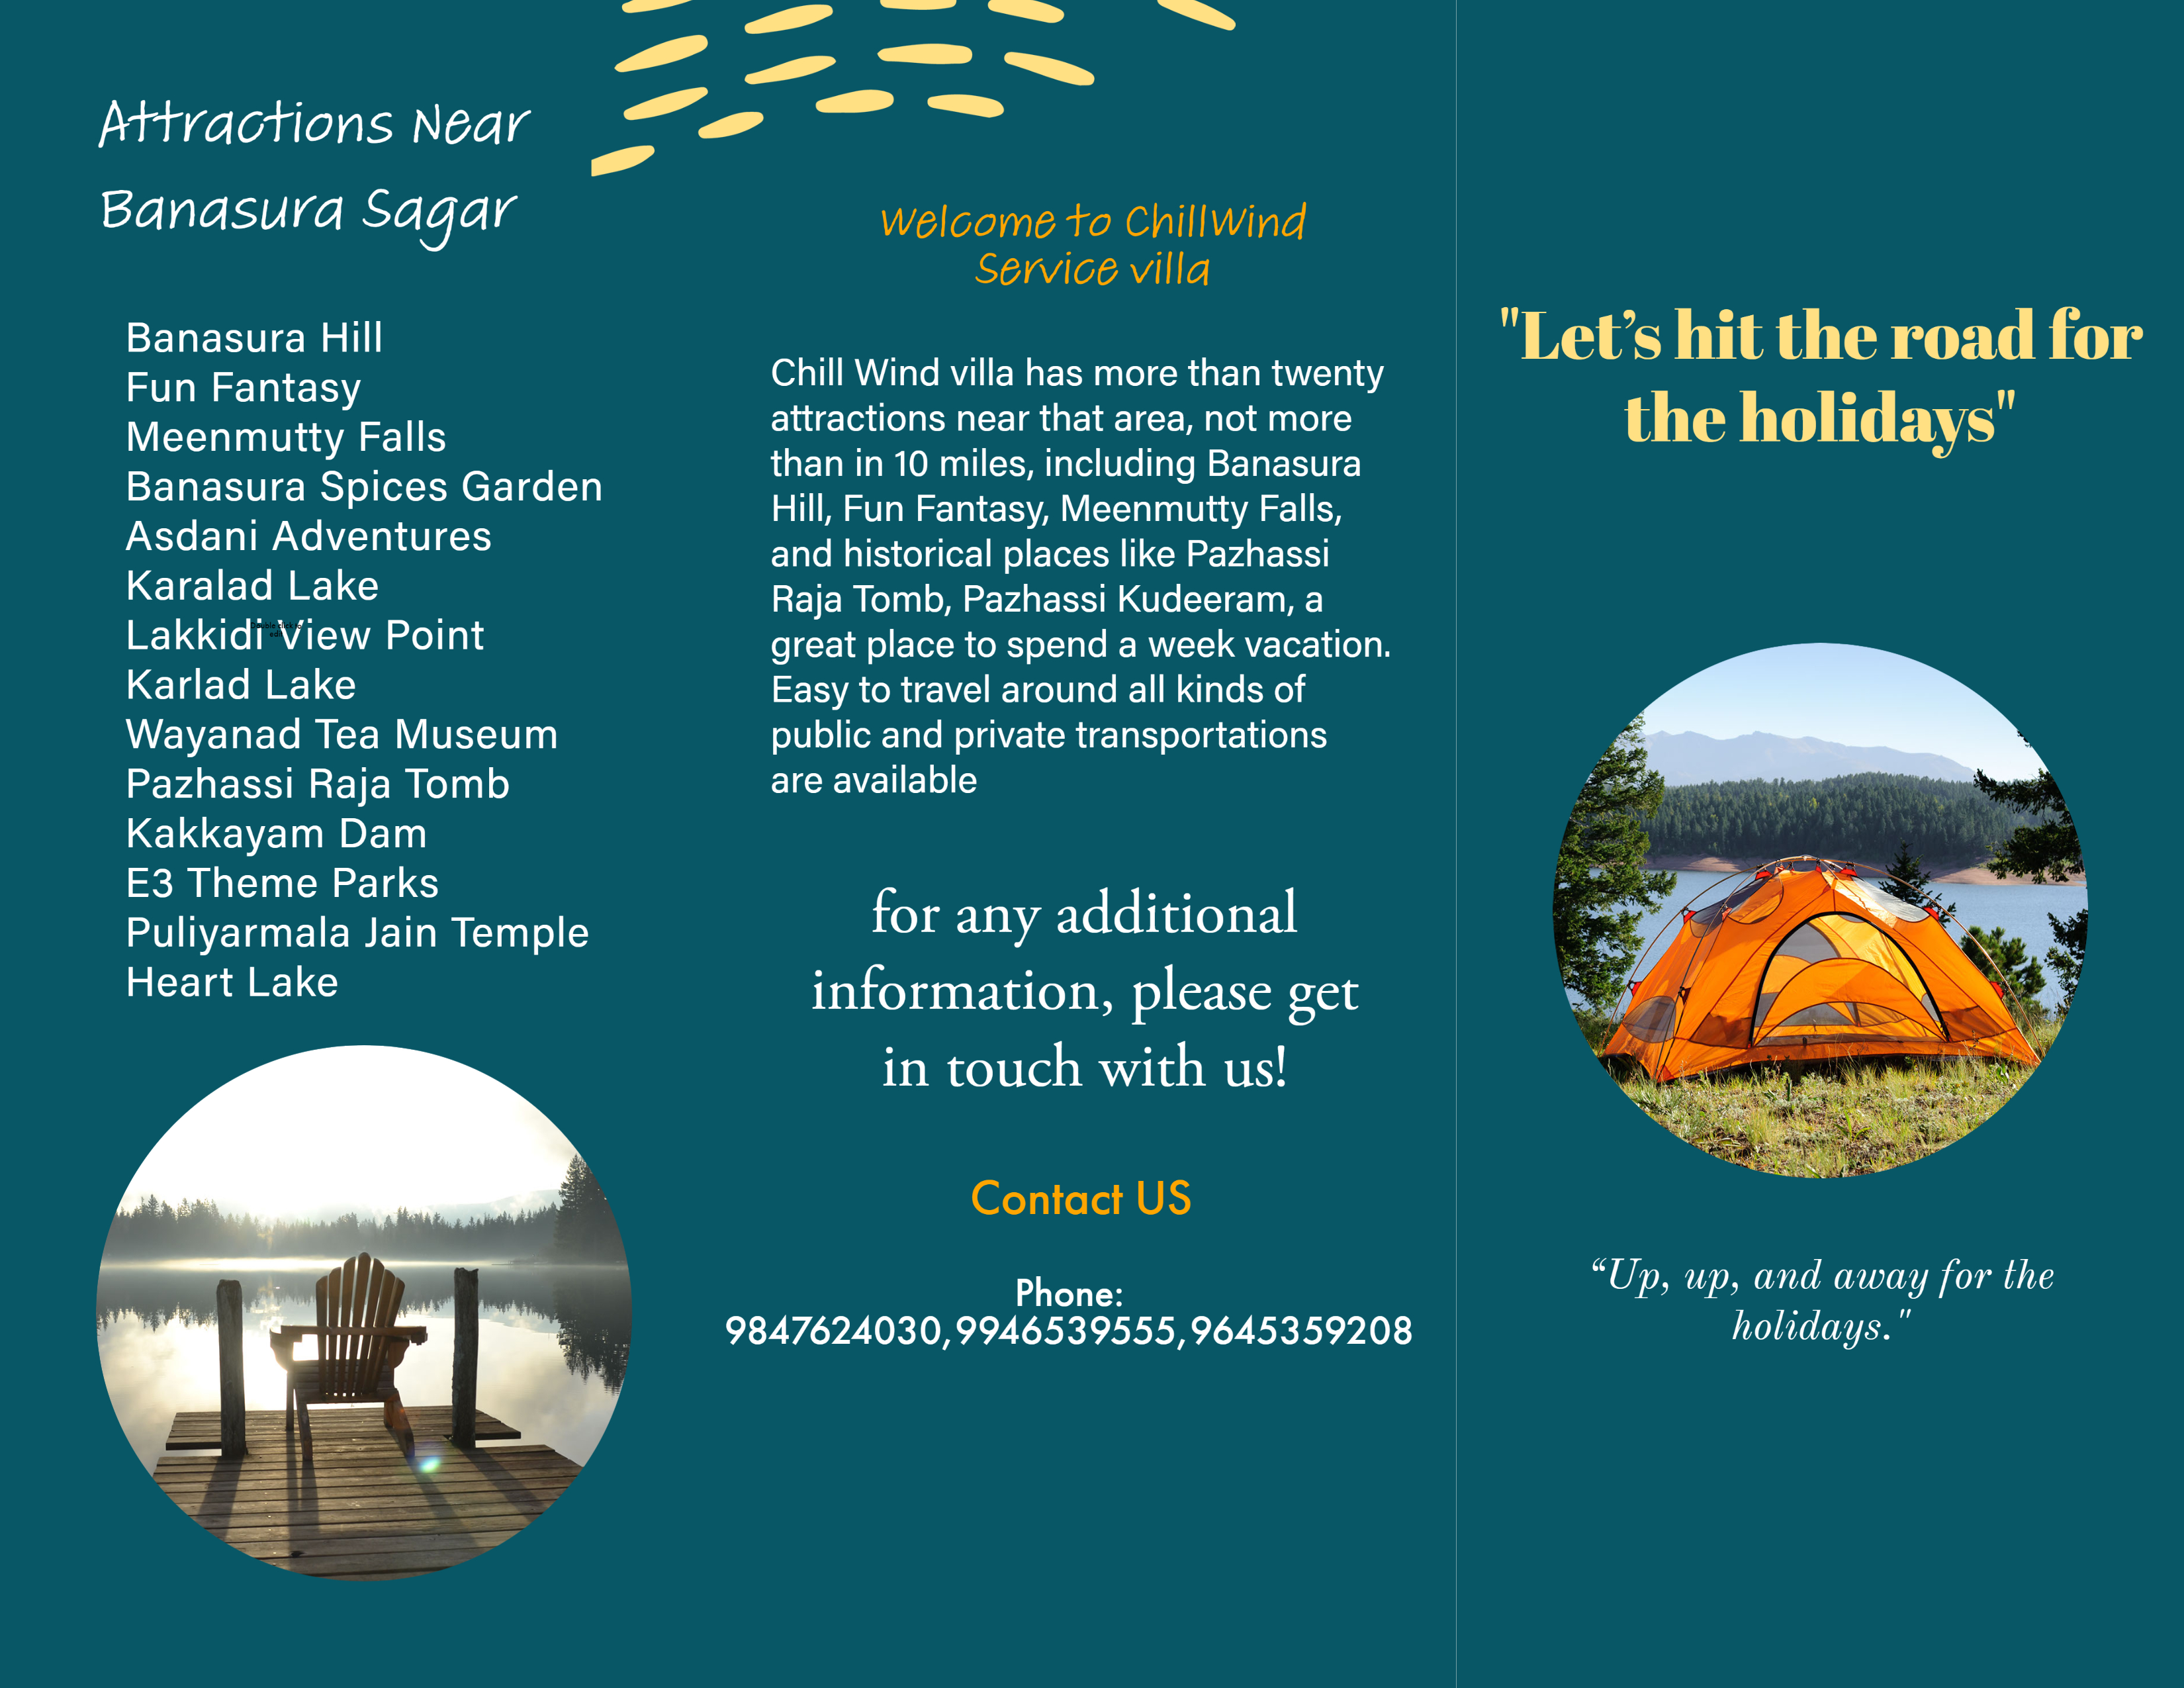 Attractions Near
Banasura Sagar
Banasura Hill
Fun Fantasy
Meenmutty Falls
Banasura Spices Garden
Asdani Adventures
Karalad Lake
Lakkidi View Point
Double click to
edit
Karlad Lake
Wayanad Tea Museum
Pazhassi Raja Tomb
Kakkayam Dam
E3 Theme Parks
Puliyarmala Jain Temple
Heart Lake
Welcome to ChillWind
Service villa
Chill Wind villa has more than twenty
attractions near that area, not more
than in 10 miles, including Banasura
Hill, Fun Fantasy, Meenmutty Falls,
and historical places like Pazhassi
Raja Tomb, Pazhassi Kudeeram, a
great place to spend a week vacation.
Easy to travel around all kinds of
public and private transportations
are available
for any additional
information, please get
in touch with us!
Contact US
Phone:
9847624030,9946539555,9645359208
"Let’s hit the road for
the holidays"
“Up, up, and away for the
holidays."